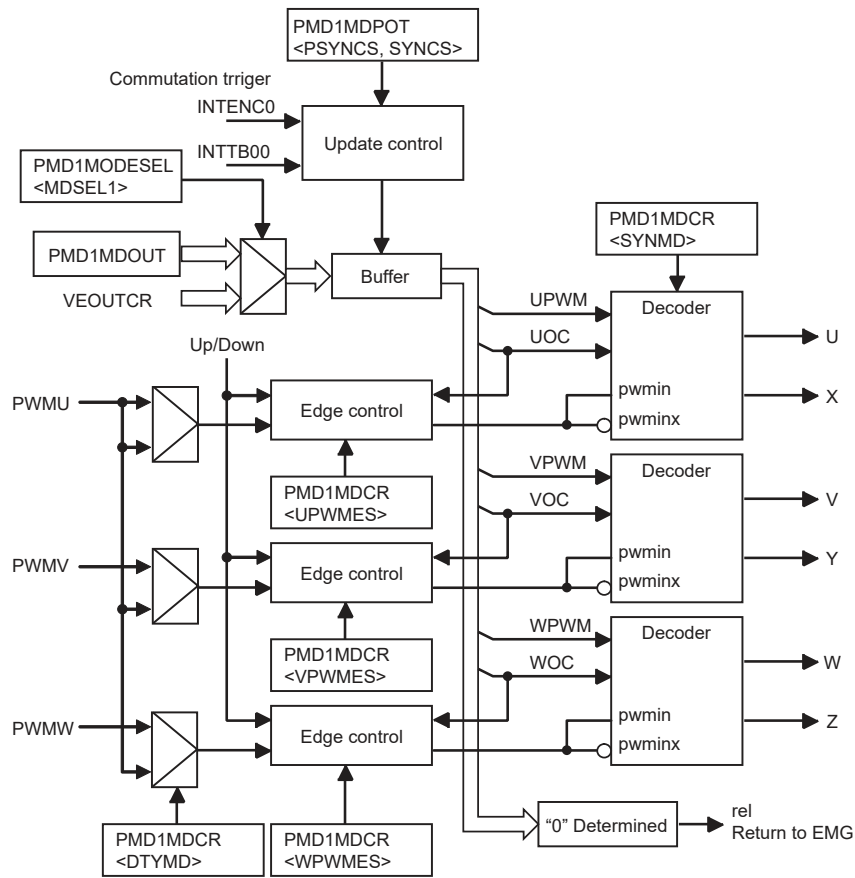 PMD1MDPOT
<PSYNCS, SYNCS>
Commutation trriger
INTENC0
INTTB00
Update control
PMD1MODESEL
<MDSEL1>
PMD1MDCR
<SYNMD>
PMD1MDOUT
VEOUTCR
Buffer
UPWM
Decoder
U
UOC
Up/Down
PWMU
Edge control
pwmin
X
pwminx
PMD1MDCR
<UPWMES>
VPWM
Decoder
V
VOC
PWMV
Edge control
pwmin
Y
pwminx
PMD1MDCR
<VPWMES>
WPWM
Decoder
W
WOC
PWMW
Edge control
pwmin
Z
pwminx
PMD1MDCR
<DTYMD>
PMD1MDCR
<WPWMES>
“0” Determined
rel
Return to EMG